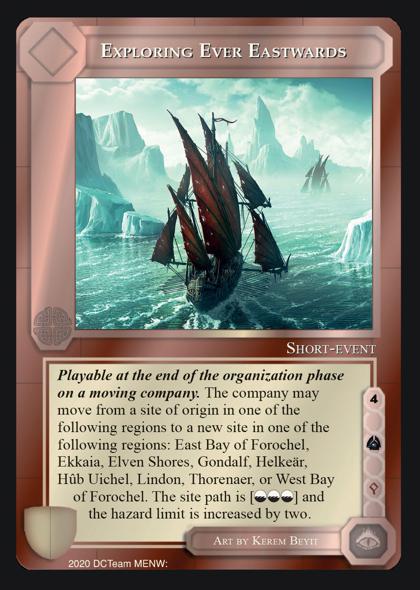 Exploring Ever Eastwards
Short-event
Playable at the end of the organization phase
on a moving company. The company may
move from a site of origin in one of the
following regions to a new site in one of the
following regions: East Bay of Forochel,
Ekkaia, Elven Shores, Gondalf, Helkeär,
Hûb Uichel, Lindon, Thorenaer, or West Bay
of Forochel. The site path is [] and
the hazard limit is increased by two.
4
Art by Kerem Beyit
2020 DCTeam MENW: